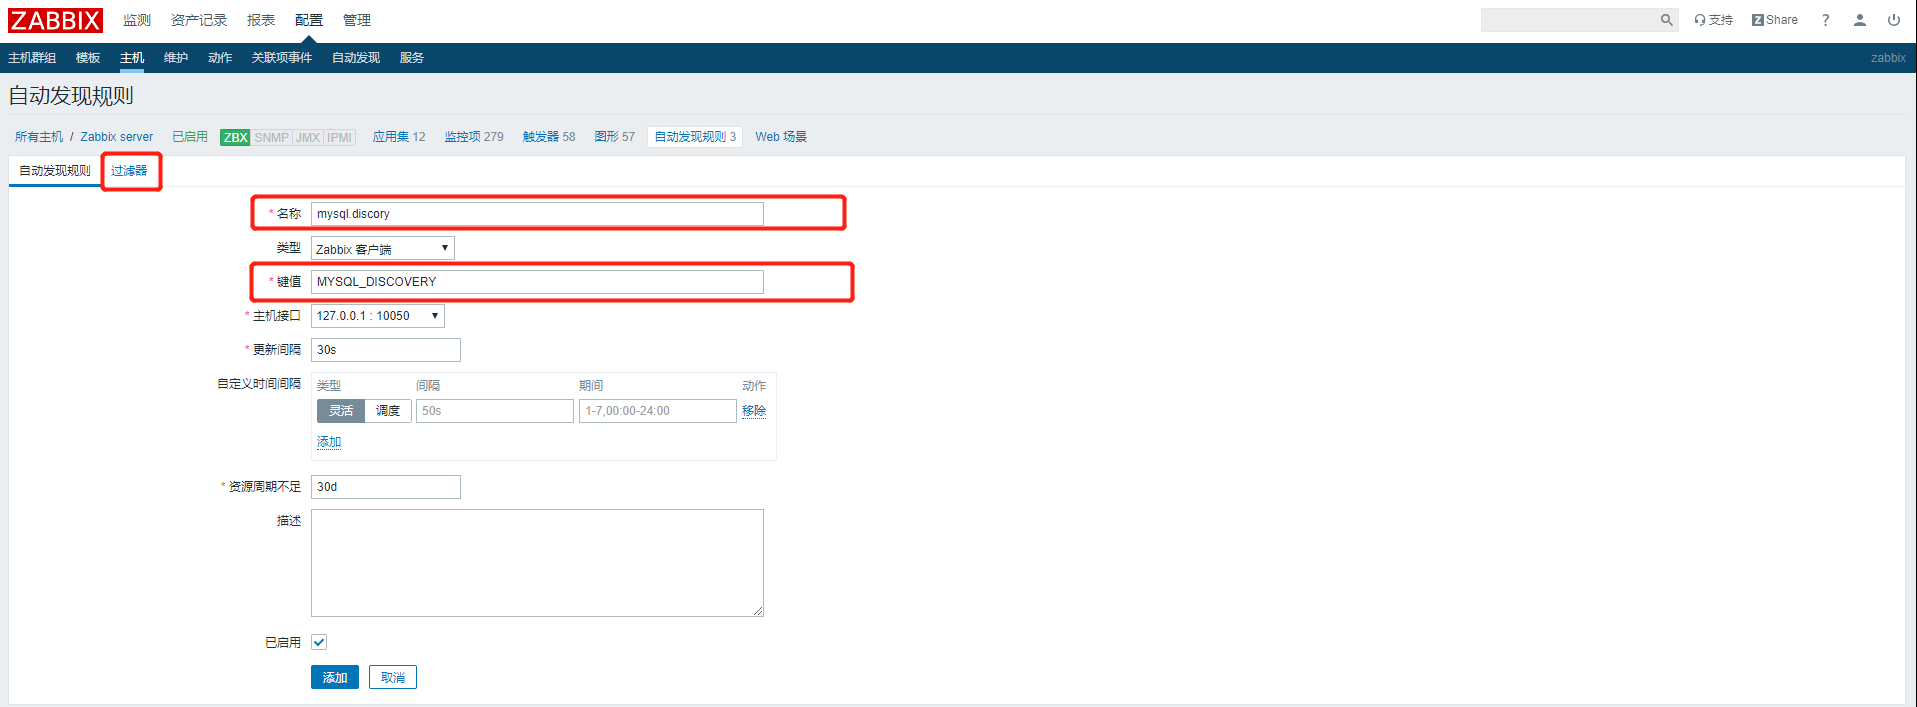 ZABBIX 监测 资产记录 报表 配置 管理 支持 Z Share ?
主机群组 模板 主机 维护 动作 关联项事件 自动发现 服务 zabbix
自动发现规则
所有主机 / Zabbix server 已启用 ZBX SNMP JMX IPMI 应用集 12 监控项 279 触发器 58 图形 57 自动发现规则 3 Web 场景
自动发现规则 过滤器
* 名称 mysql.discory
类型 Zabbix 客户端
* 键值 MYSQL_DISCOVERY
* 主机接口 127.0.0.1 : 10050
* 更新间隔 30s
自定义时间间隔 类型 间隔 期间 动作
灵活 调度 50s 1-7,00:00-24:00 移除
添加
* 资源周期不足 30d
描述
已启用
添加 取消